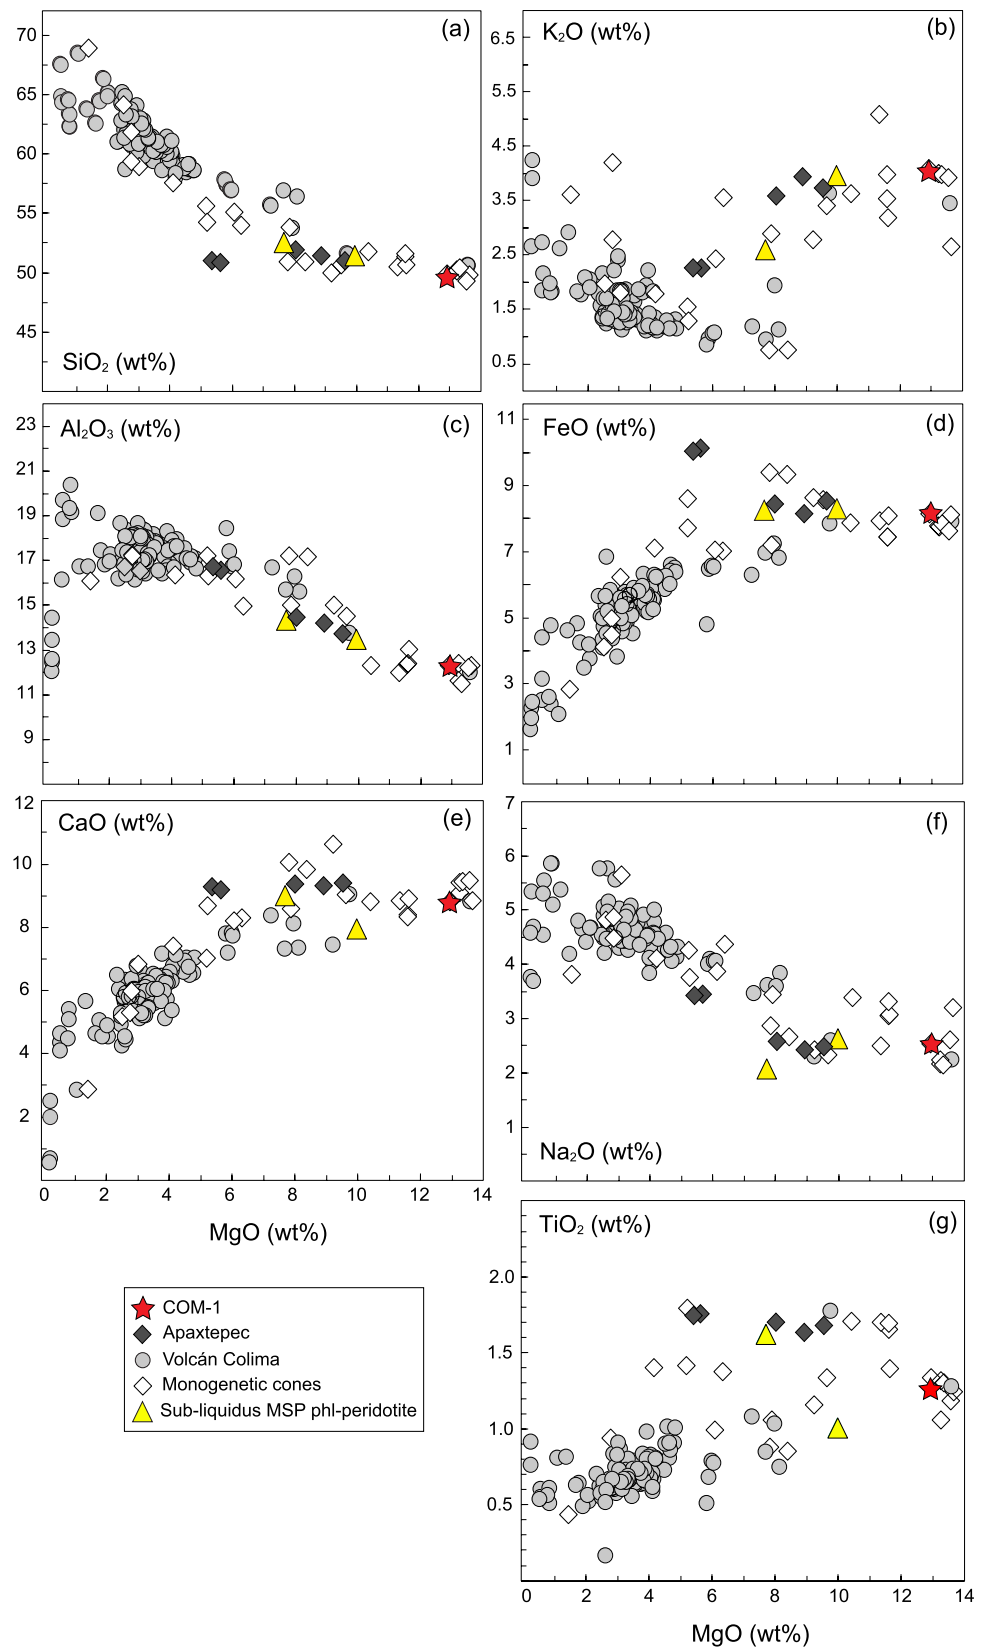 (a)
70
65
60
55
50
45
SiO₂ (wt%)
K₂O (wt%)
(b)
6.5
5.5
4.5
3.5
2.5
1.5
0.5
Al₂O₃ (wt%)
(c)
23
21
19
17
15
13
11
9
FeO (wt%)
(d)
11
9
7
5
3
1
12
CaO (wt%)
(e)
10
8
6
4
2
0 2 4 6 8 10 12 14
MgO (wt%)
7
(f)
6
5
4
3
2
1
Na₂O (wt%)
TiO₂ (wt%)
(g)
2.0
1.5
1.0
0.5
0 2 4 6 8 10 12 14
MgO (wt%)
COM-1
Apaxtepec
Volcán Colima
Monogenetic cones
Sub-liquidus MSP phl-peridotite